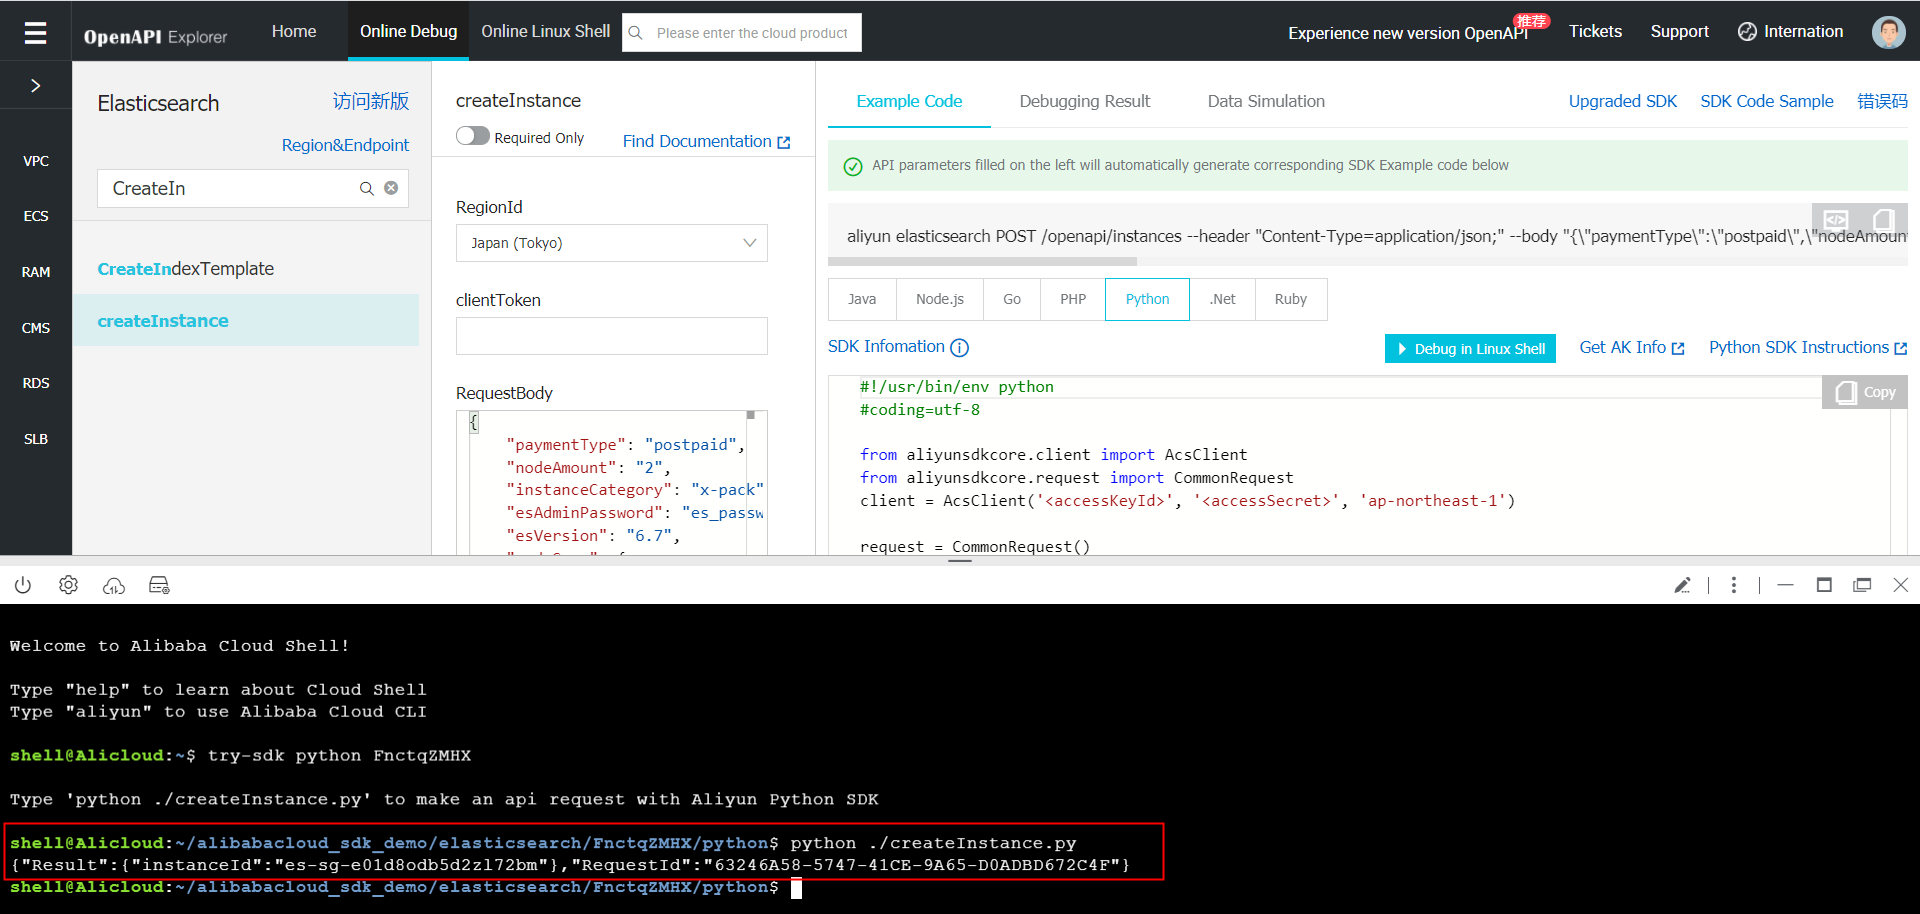 OpenAPI Explorer
Home
Online Debug
Online Linux Shell
Please enter the cloud product
Experience new version OpenAPI
推荐
Tickets
Support
Internation
VPC
ECS
RAM
CMS
RDS
SLB
Elasticsearch
访问新版
Region&Endpoint
CreateIn
CreateIndexTemplate
createInstance
createInstance
Required Only
Find Documentation
RegionId
Japan (Tokyo)
clientToken
RequestBody
{
"paymentType": "postpaid",
"nodeAmount": "2",
"instanceCategory": "x-pack"
"esAdminPassword": "es_passw
"esVersion": "6.7",
Example Code
Debugging Result
Data Simulation
Upgraded SDK
SDK Code Sample
错误码
API parameters filled on the left will automatically generate corresponding SDK Example code below
aliyun elasticsearch POST /openapi/instances --header "Content-Type=application/json;" --body "{\"paymentType\":\"postpaid\",\"nodeAmoun
Java
Node.js
Go
PHP
Python
.Net
Ruby
SDK Infomation
Debug in Linux Shell
Get AK Info
Python SDK Instructions
Copy
#!/usr/bin/env python
#coding=utf-8
from aliyunsdkcore.client import AcsClient
from aliyunsdkcore.request import CommonRequest
client = AcsClient('<accessKeyId>', '<accessSecret>', 'ap-northeast-1')
request = CommonRequest()
Welcome to Alibaba Cloud Shell!
Type "help" to learn about Cloud Shell
Type "aliyun" to use Alibaba Cloud CLI
shell@Alicloud:~$ try-sdk python FnctqZMHX
Type 'python ./createInstance.py' to make an api request with Aliyun Python SDK
shell@Alicloud:~/alibabacloud_sdk_demo/elasticsearch/FnctqZMHX/python$ python ./createInstance.py
{"Result":{"instanceId":"es-sg-e01d8odb5d2zl72bm"},"RequestId":"63246A58-5747-41CE-9A65-D0ADBD672C4F"}
shell@Alicloud:~/alibabacloud_sdk_demo/elasticsearch/FnctqZMHX/python$